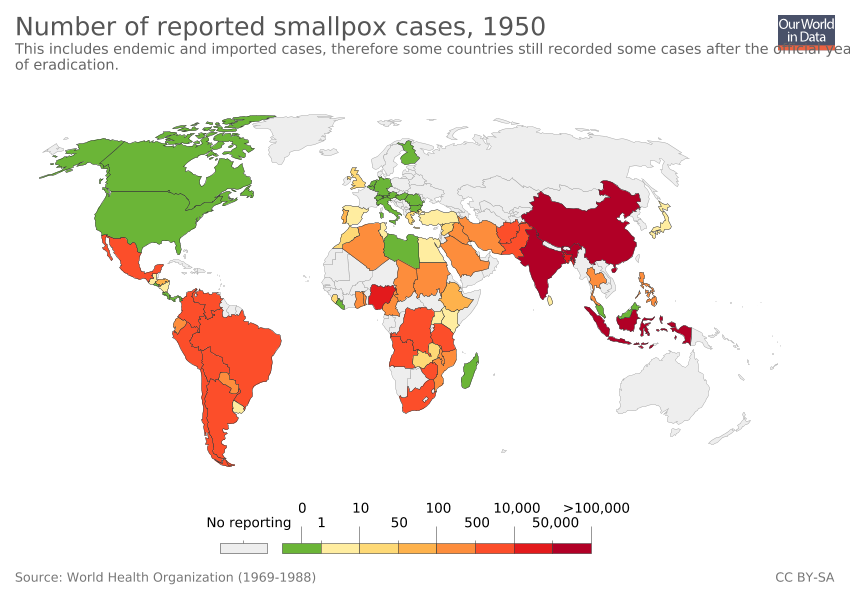 Number of reported smallpox cases, 1950
Our World
in Data
This includes endemic and imported cases, therefore some countries still recorded some cases after the official yea
of eradication.
0 10 100 10,000 >100,000
No reporting 1 50 500 50,000
Source: World Health Organization (1969-1988)
CC BY-SA